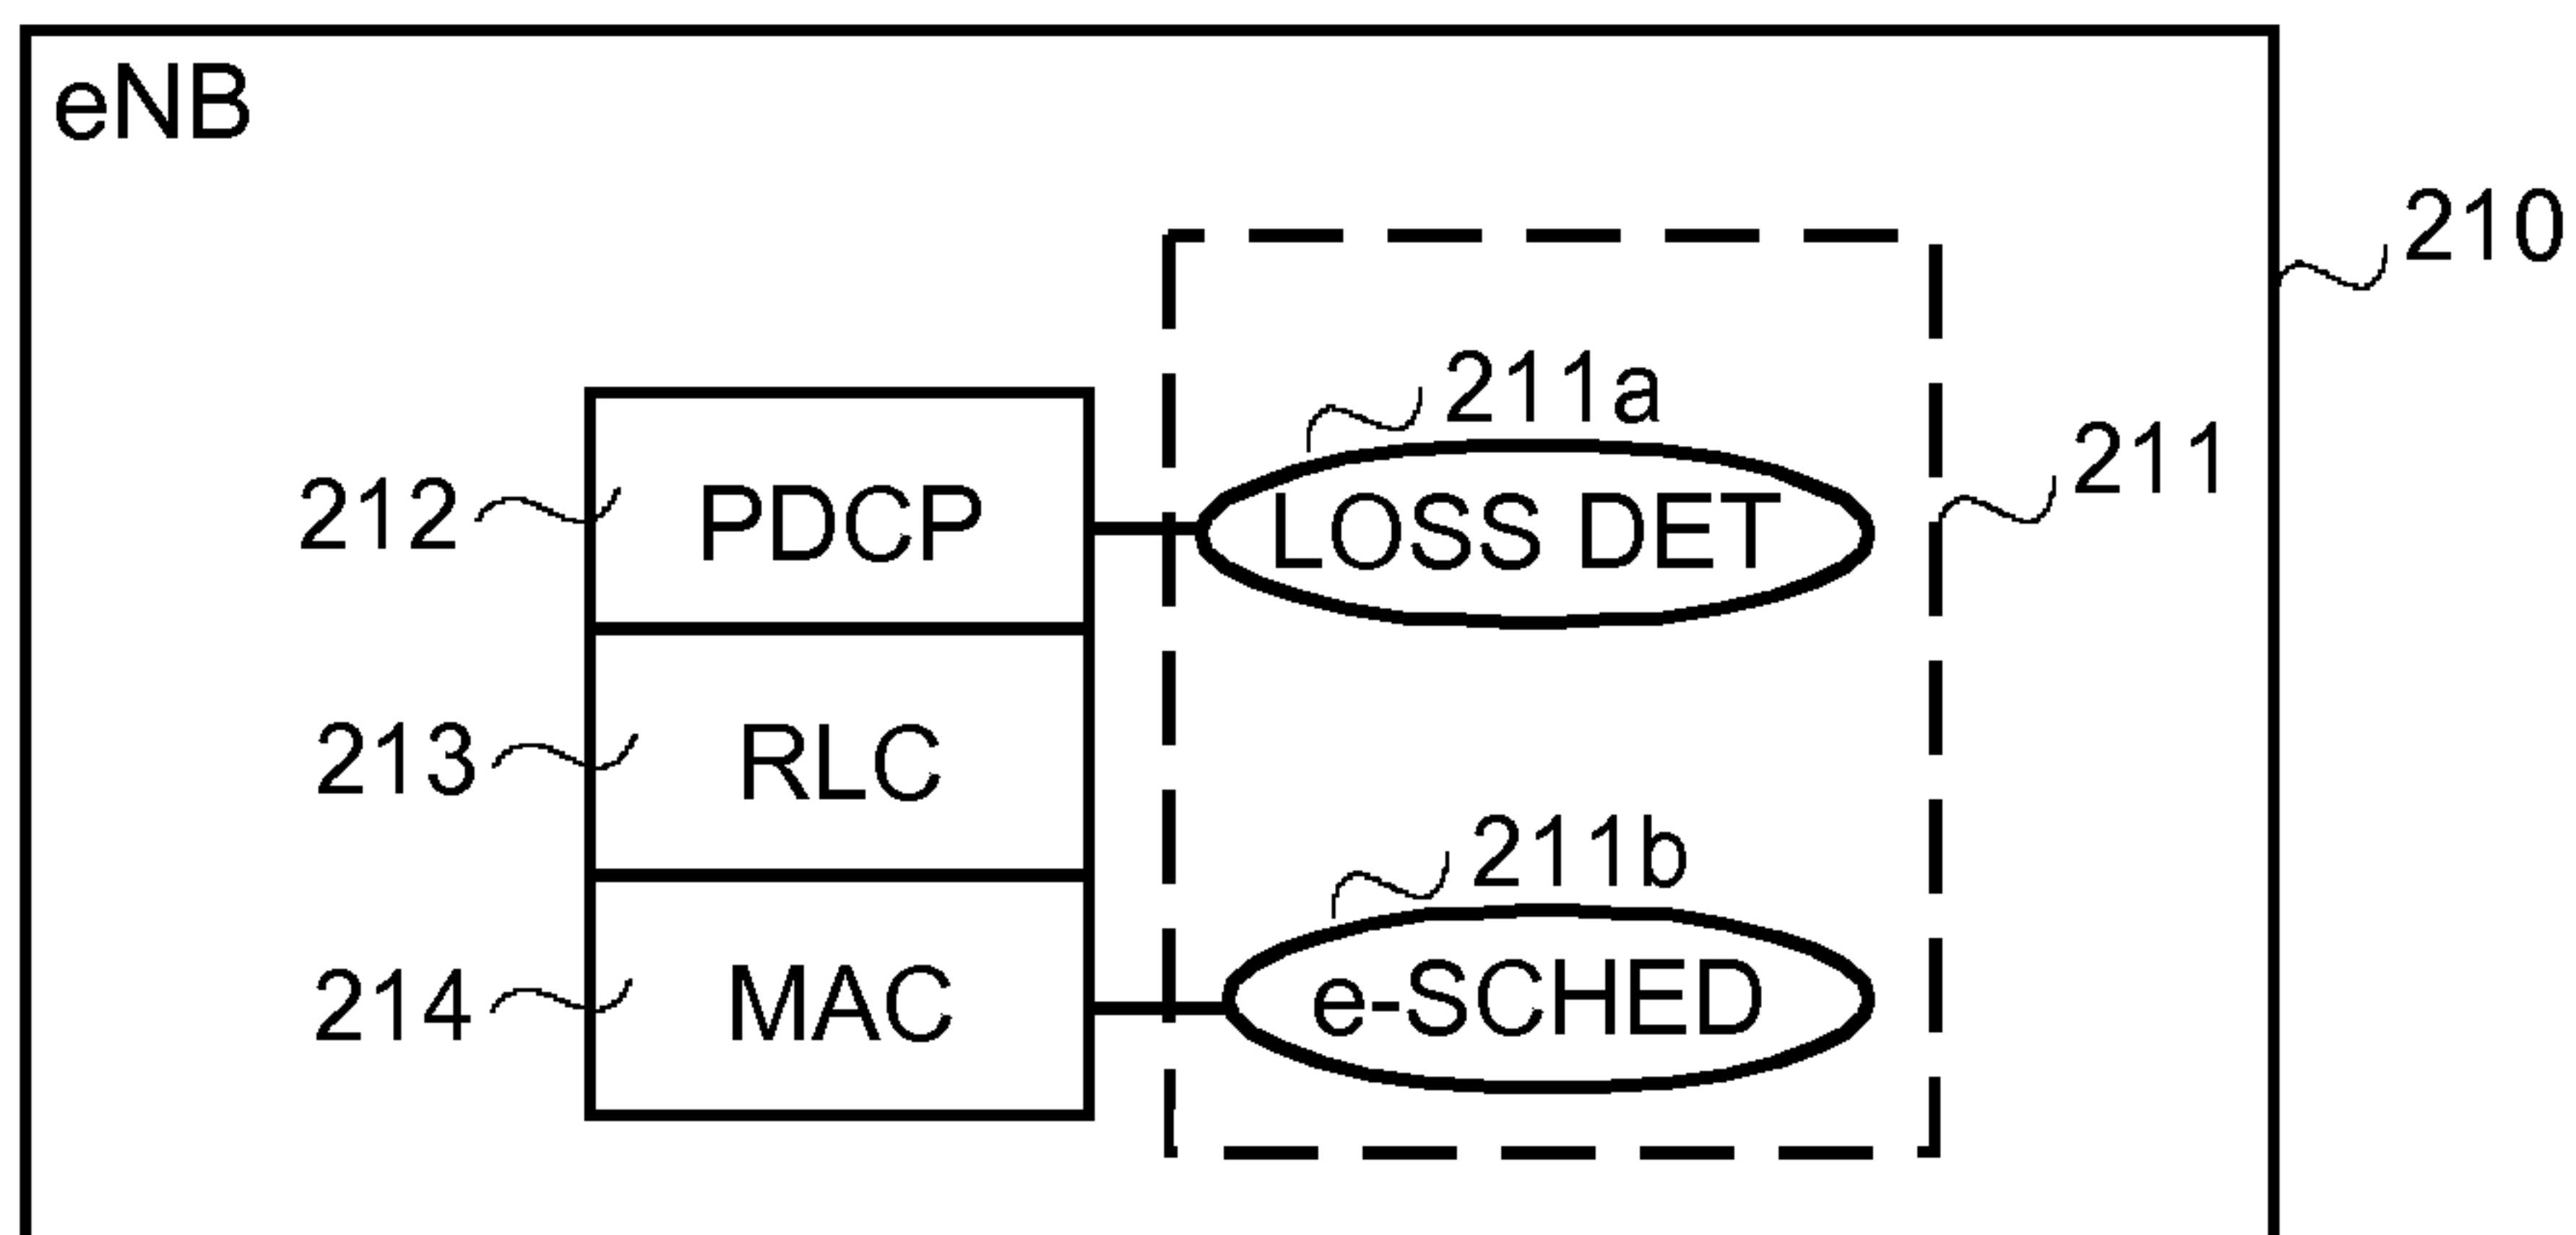 eNB
210
211a
211
212
PDCP
LOSS DET
213
RLC
211b
214
MAC
e-SCHED